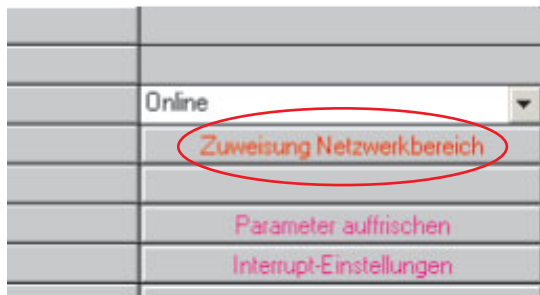 Online
Zuweisung Netzwerkbereich
Parameter auffrischen
Interrupt-Einstellungen